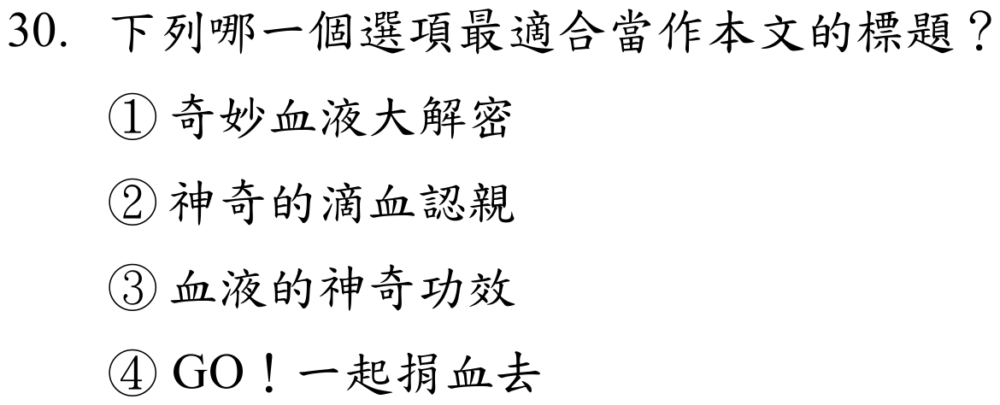 30. 下列哪一個選項最適合當作本文的標題？
① 奇妙血液大解密
② 神奇的滴血認親
③ 血液的神奇功效
④ GO！一起捐血去